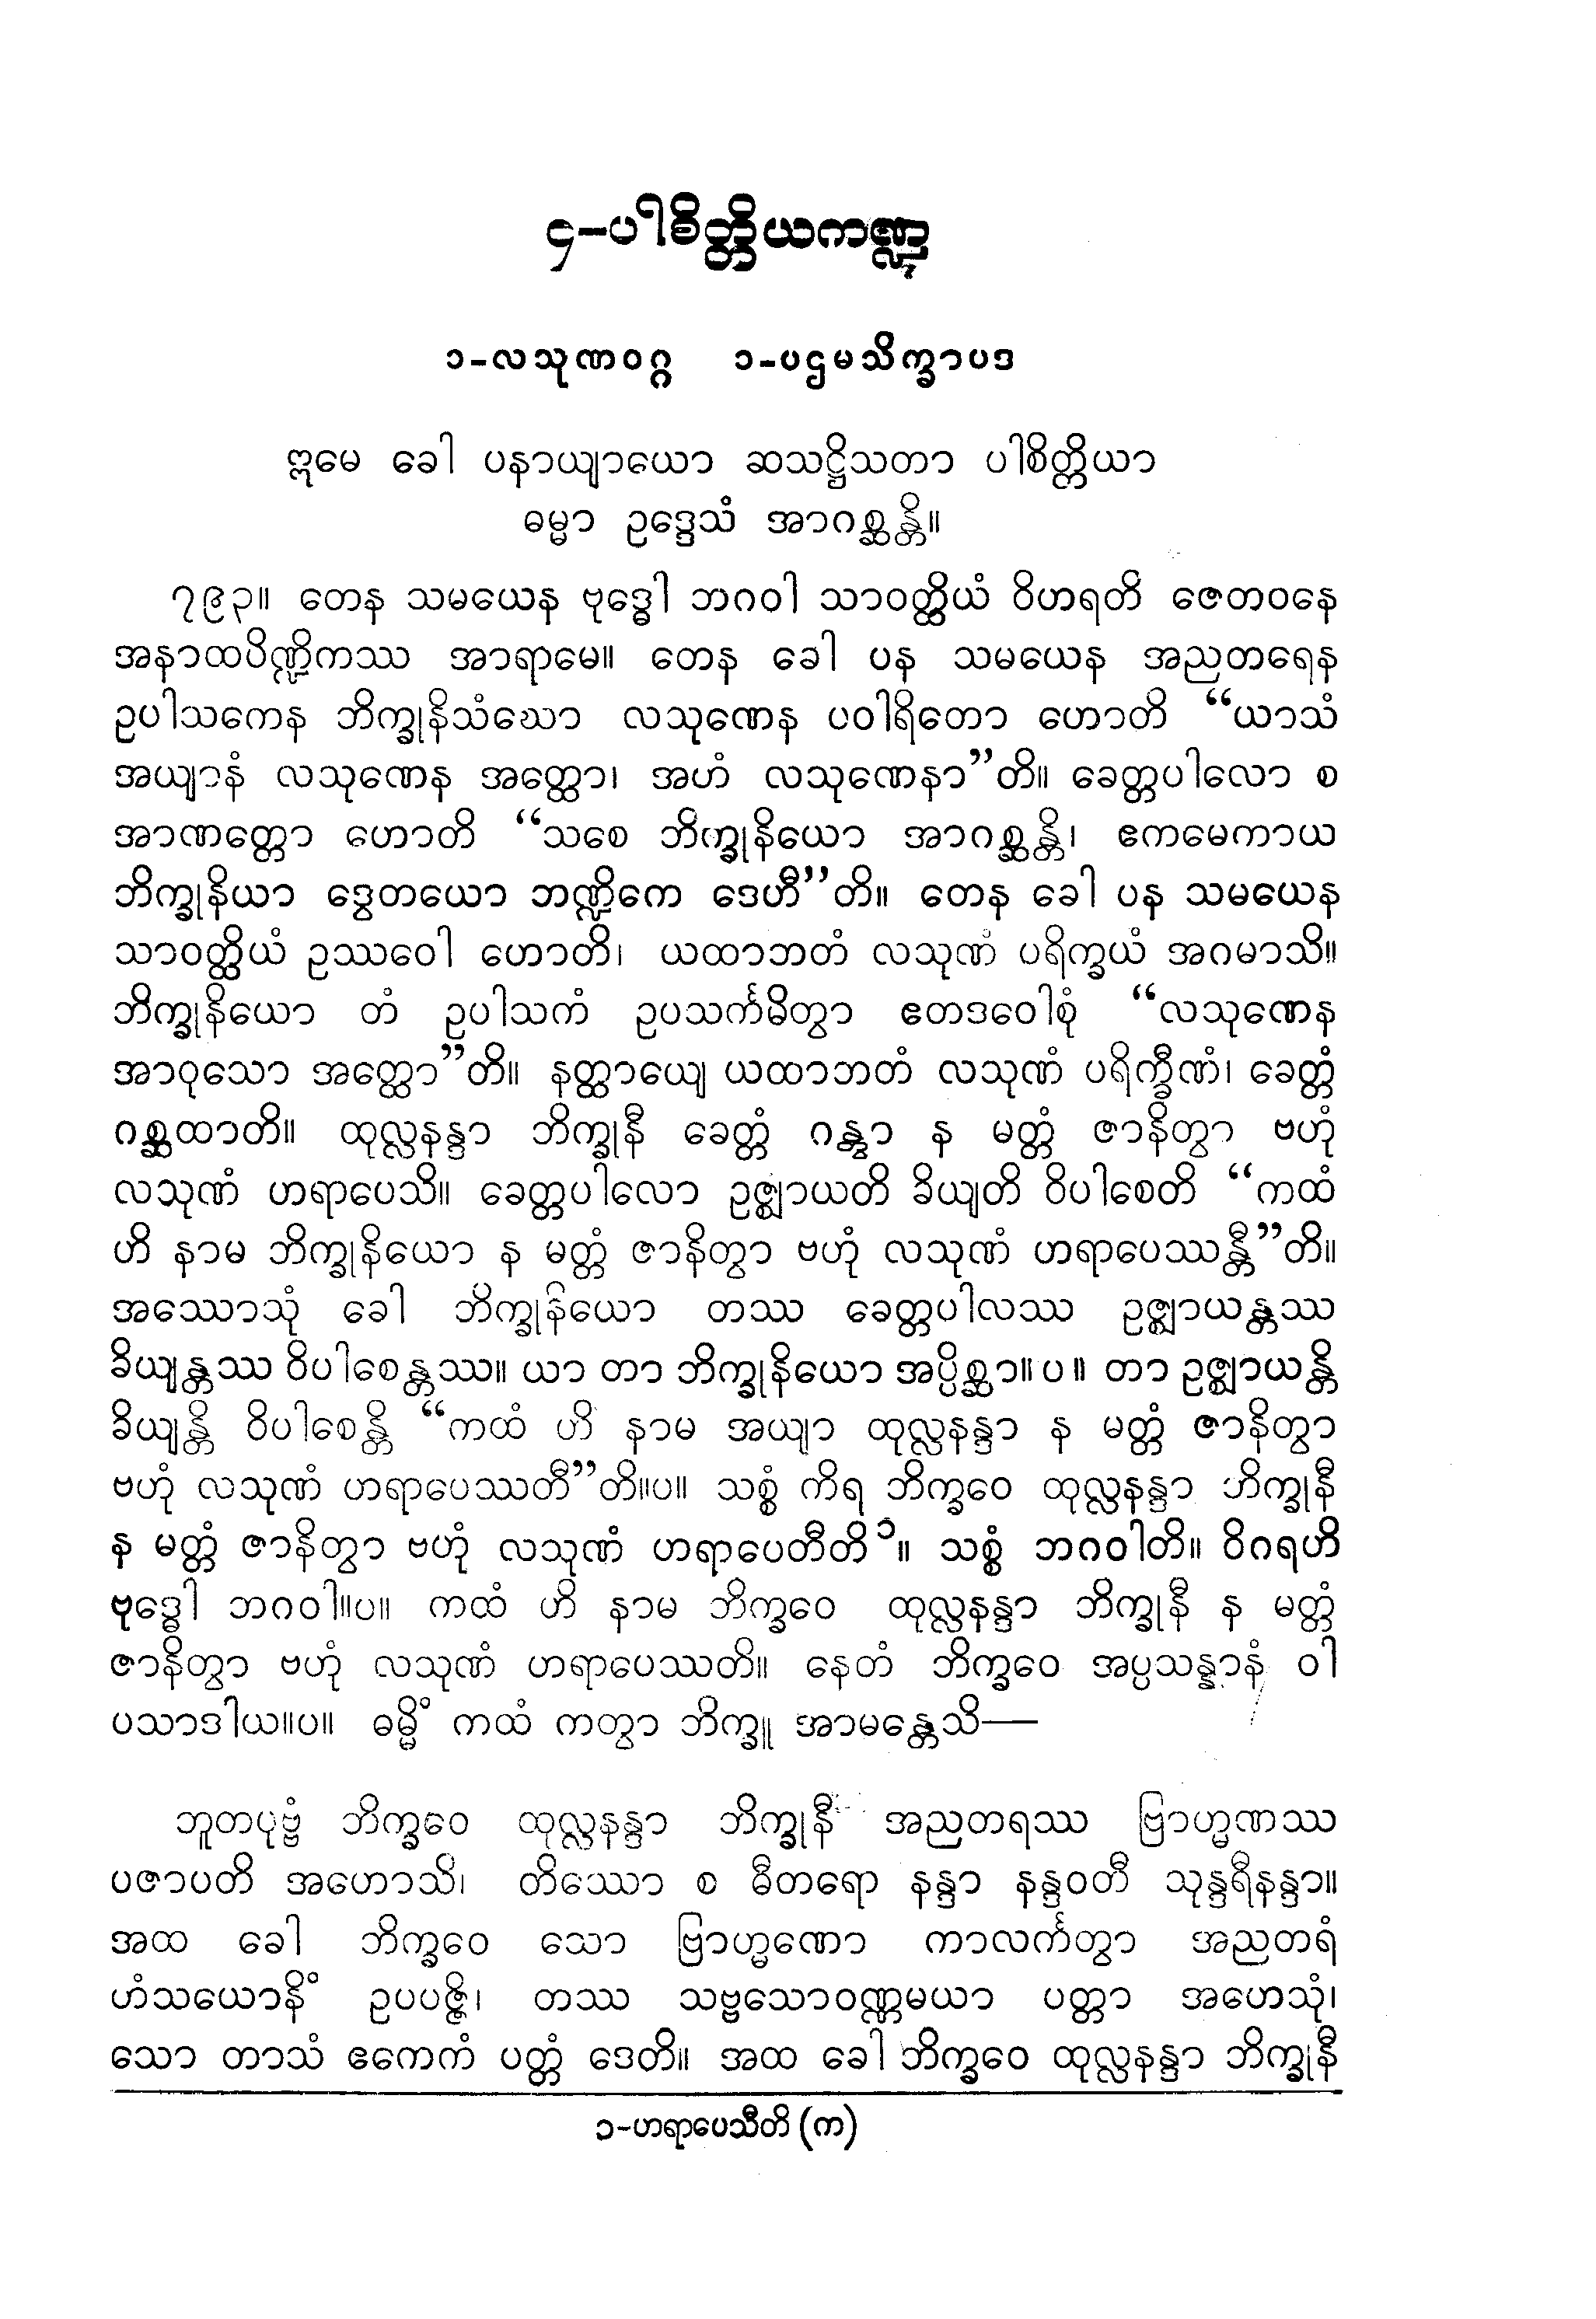 ၄-ပါစိတ္တိယကဏ္ဍ
၁-လသုဏဝဂ္ဂ ၁-ပဌမသိက္ခာပဒ
ဣမေ ခေါ ပနာယျာယော ဆသဋ္ဌိသတာ ပါစိတ္တိယာ
ဓမ္မာ ဥဒ္ဒေသံ အာဂစ္ဆန္တိ။
၇၉၃။ တေန သမယေန ဗုဒ္ဓေါ ဘဂဝါ သာဝတ္ထိယံ ဝိဟရတိ ဇေတဝနေ
အနာထပိဏ္ဍိကဿ အာရာမေ။ တေန ခေါ ပန သမယေန အညတရေန
ဥပါသကေန ဘိက္ခုနိသံဃော လသုဏေန ပဝါရိတော ဟောတိ “ယာသံ
အယျာနံ လသုဏေန အတ္ထော၊ အဟံ လသုဏေနာ”တိ။ ခေတ္တပါလော စ
အာဏတ္တော ဟောတိ “သစေ ဘိက္ခုနိယော အာဂစ္ဆန္တိ၊ ဧကမေကာယ
ဘိက္ခုနိယာ ဒွေတယော ဘဏ္ဍိကေ ဒေဟီ”တိ။ တေန ခေါ ပန သမယေန
သာဝတ္ထိယံ ဥဿဝေါ ဟောတိ၊ ယထာဘတံ လသုဏံ ပရိက္ခယံ အဂမာသိ။
ဘိက္ခုနိယော တံ ဥပါသကံ ဥပသင်္ကမိတွာ ဧတဒဝေါစုံ “လသုဏေန
အာဝုသော အတ္ထော”တိ။ နတ္ထာယျေ ယထာဘတံ လသုဏံ ပရိက္ခီဏံ၊ ခေတ္တံ
ဂစ္ဆထာတိ။ ထုလ္လနန္ဒာ ဘိက္ခုနီ ခေတ္တံ ဂန္တွာ န မတ္တံ ဇာနိတွာ ဗဟုံ
လသုဏံ ဟရာပေသိ။ ခေတ္တပါလော ဥဇ္ဈာယတိ ခိယျတိ ဝိပါစေတိ “ကထံ
ဟိ နာမ ဘိက္ခုနိယော န မတ္တံ ဇာနိတွာ ဗဟုံ လသုဏံ ဟရာပေဿန္တီ”တိ။
အဿောသုံ ခေါ ဘိက္ခုနိယော တဿ ခေတ္တပါလဿ ဥဇ္ဈာယန္တဿ
ခိယျန္တဿ ဝိပါစေန္တဿ။ ယာ တာ ဘိက္ခုနိယော အပ္ပိစ္ဆာ။ပ။ တာ ဥဇ္ဈာယန္တိ
ခိယျန္တိ ဝိပါစေန္တိ “ကထံ ဟိ နာမ အယျာ ထုလ္လနန္ဒာ န မတ္တံ ဇာနိတွာ
ဗဟုံ လသုဏံ ဟရာပေဿတီ”တိ။ပ။ သစ္စံ ကိရ ဘိက္ခဝေ ထုလ္လနန္ဒာ ဘိက္ခုနီ
န မတ္တံ ဇာနိတွာ ဗဟုံ လသုဏံ ဟရာပေတီတိ၁။ သစ္စံ ဘဂဝါတိ။ ဝိဂရဟိ
ဗုဒ္ဓေါ ဘဂဝါ။ပ။ ကထံ ဟိ နာမ ဘိက္ခဝေ ထုလ္လနန္ဒာ ဘိက္ခုနီ န မတ္တံ
ဇာနိတွာ ဗဟုံ လသုဏံ ဟရာပေဿတိ။ နေတံ ဘိက္ခဝေ အပ္ပသန္နာနံ ဝါ
ပသာဒါယ။ပ။ ဓမ္မိံ ကထံ ကတွာ ဘိက္ခူ အာမန္တေသိ—
ဘူတပုဗ္ဗံ ဘိက္ခဝေ ထုလ္လနန္ဒာ ဘိက္ခုနီ အညတရဿ ဗြာဟ္မဏဿ
ပဇာပတိ အဟောသိ၊ တိဿော စ ဓီတရော နန္ဒာ နန္ဒဝတီ သုန္ဒရီနန္ဒာ။
အထ ခေါ ဘိက္ခဝေ သော ဗြာဟ္မဏော ကာလင်္ကတွာ အညတရံ
ဟံသယောနိံ ဥပပဇ္ဇိ၊ တဿ သဗ္ဗသောဝဏ္ဏမယာ ပတ္တာ အဟေသုံ၊
သော တာသံ ဧကေကံ ပတ္တံ ဒေတိ။ အထ ခေါ ဘိက္ခဝေ ထုလ္လနန္ဒာ ဘိက္ခုနီ
၁-ဟရာပေသီတိ (က)